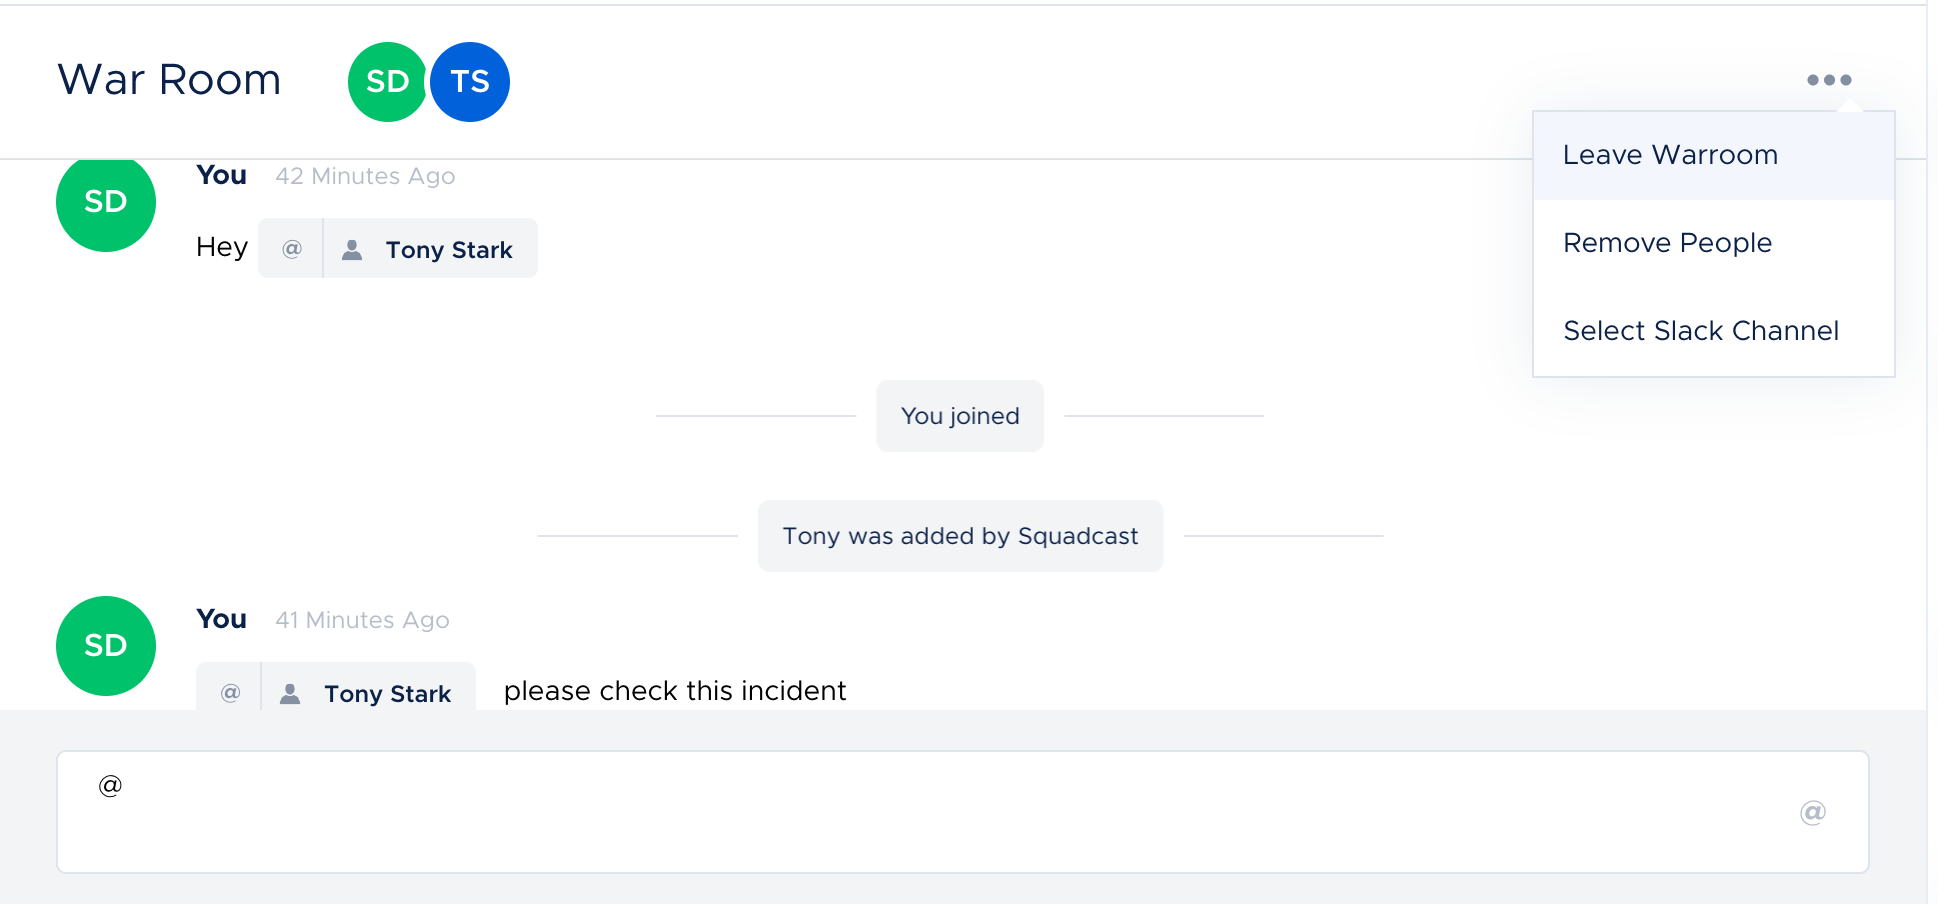 War Room SD TS
Leave Warroom
Remove People
Select Slack Channel
SD You 42 Minutes Ago
Hey @ Tony Stark
You joined
Tony was added by Squadcast
SD You 41 Minutes Ago
@ Tony Stark please check this incident
@
@